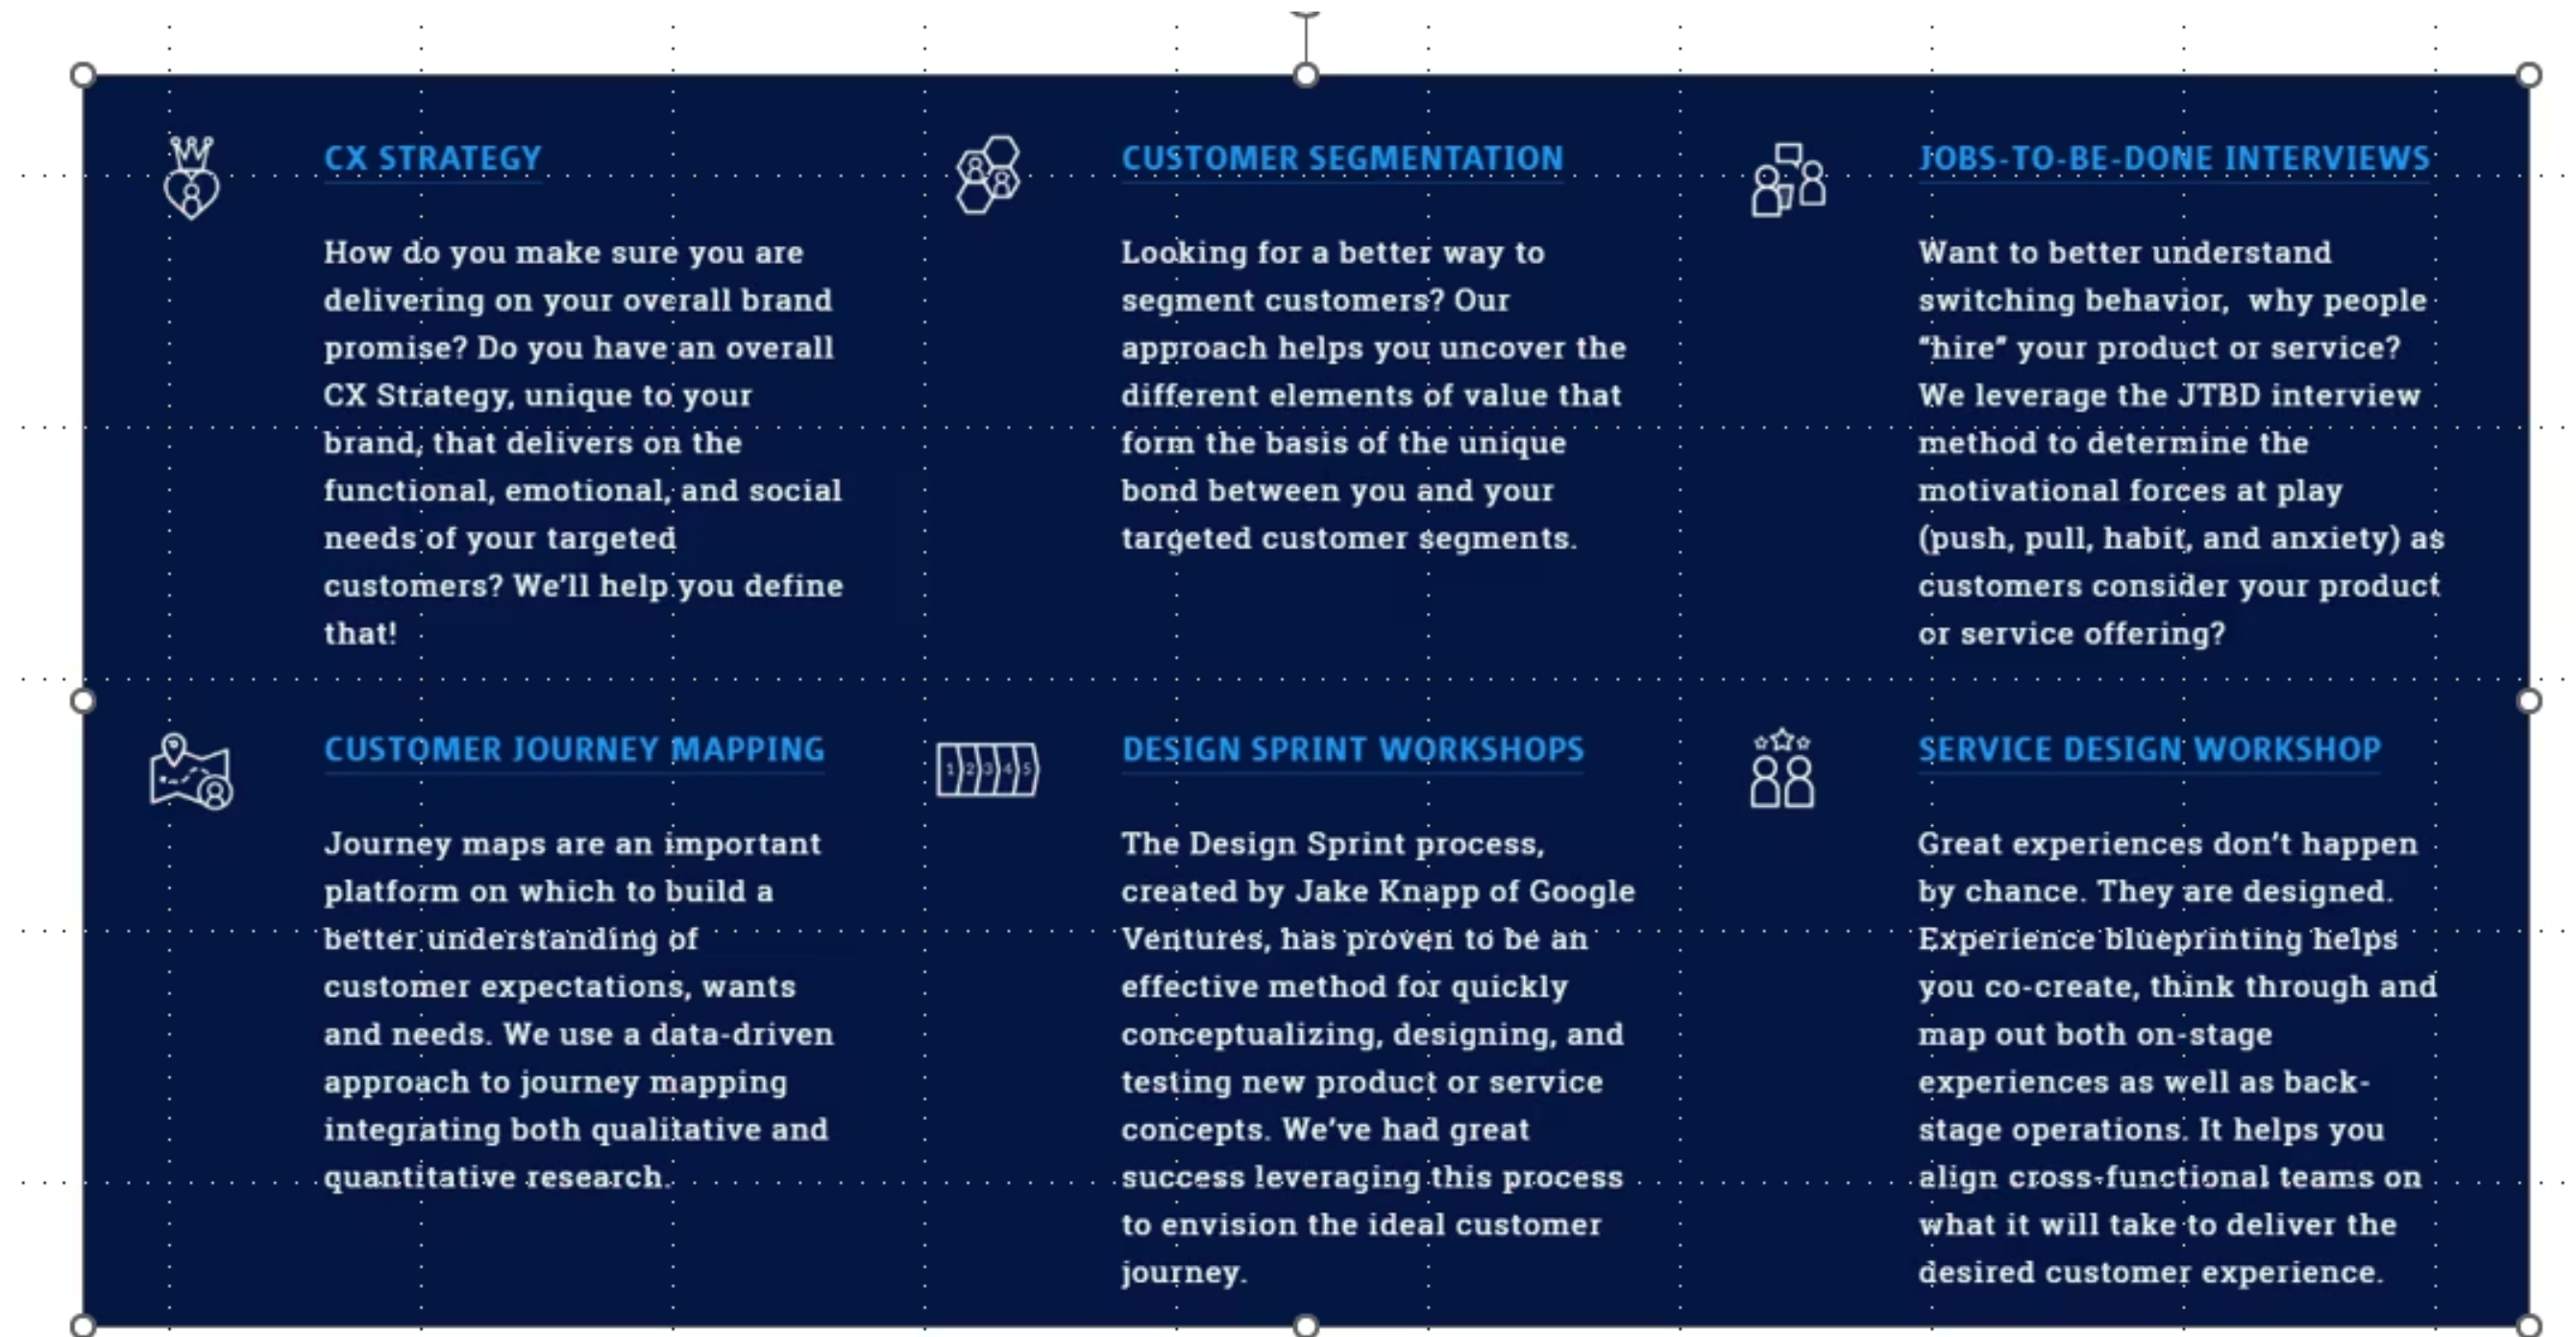 CX STRATEGY
How do you make sure you are
delivering on your overall brand
promise? Do you have an overall
CX Strategy, unique to your
brand, that delivers on the
functional, emotional, and social
needs of your targeted
customers? We’ll help you define
that!
CUSTOMER SEGMENTATION
Looking for a better way to
segment customers? Our
approach helps you uncover the
different elements of value that
form the basis of the unique
bond between you and your
targeted customer segments.
JOBS-TO-BE-DONE INTERVIEWS
Want to better understand
switching behavior,  why people
“hire” your product or service?
We leverage the JTBD interview
method to determine the
motivational forces at play
(push, pull, habit, and anxiety) as
customers consider your product
or service offering?
CUSTOMER JOURNEY MAPPING
Journey maps are an important
platform on which to build a
better understanding of
customer expectations, wants
and needs. We use a data-driven
approach to journey mapping
integrating both qualitative and
quantitative research.
1 2 3 4 5
DESIGN SPRINT WORKSHOPS
The Design Sprint process,
created by Jake Knapp of Google
Ventures, has proven to be an
effective method for quickly
conceptualizing, designing, and
testing new product or service
concepts. We’ve had great
success leveraging this process
to envision the ideal customer
journey.
SERVICE DESIGN WORKSHOP
Great experiences don’t happen
by chance. They are designed.
Experience blueprinting helps
you co-create, think through and
map out both on-stage
experiences as well as back-
stage operations. It helps you
align cross-functional teams on
what it will take to deliver the
desired customer experience.